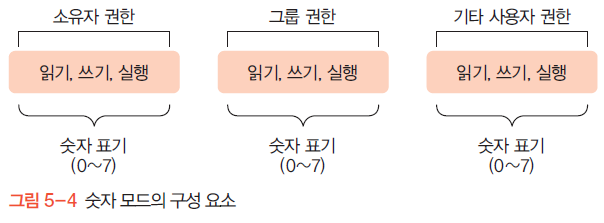 소유자 권한 그룹 권한 기타 사용자 권한
읽기, 쓰기, 실행 읽기, 쓰기, 실행 읽기, 쓰기, 실행
숫자 표기 숫자 표기 숫자 표기
(0～7) (0～7) (0～7)
그림 5-4 숫자 모드의 구성 요소